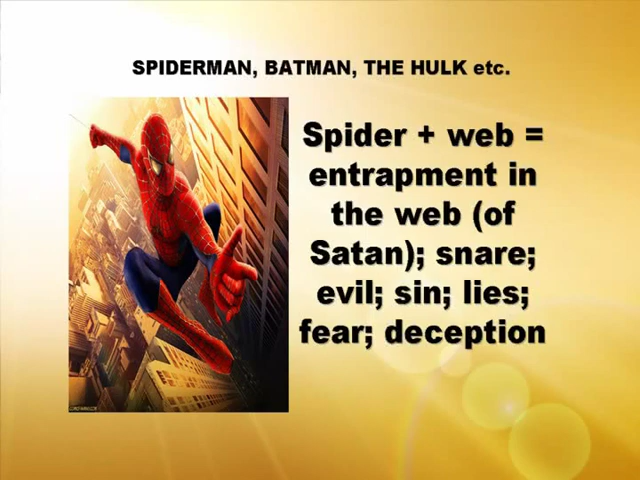 SPIDERMAN, BATMAN, THE HULK etc.
Spider + web =
entrapment in
the web (of
Satan); snare;
evil; sin; lies;
fear; deception